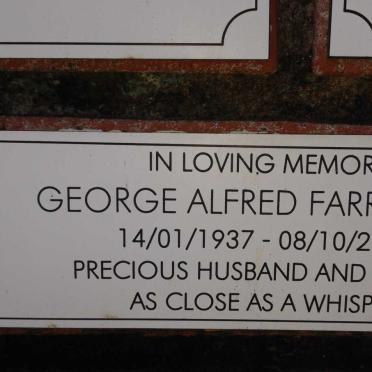 IN LOVING MEMOR
GEORGE ALFRED FARR
14/01/1937 - 08/10/2
PRECIOUS HUSBAND AND
AS CLOSE AS A WHISP